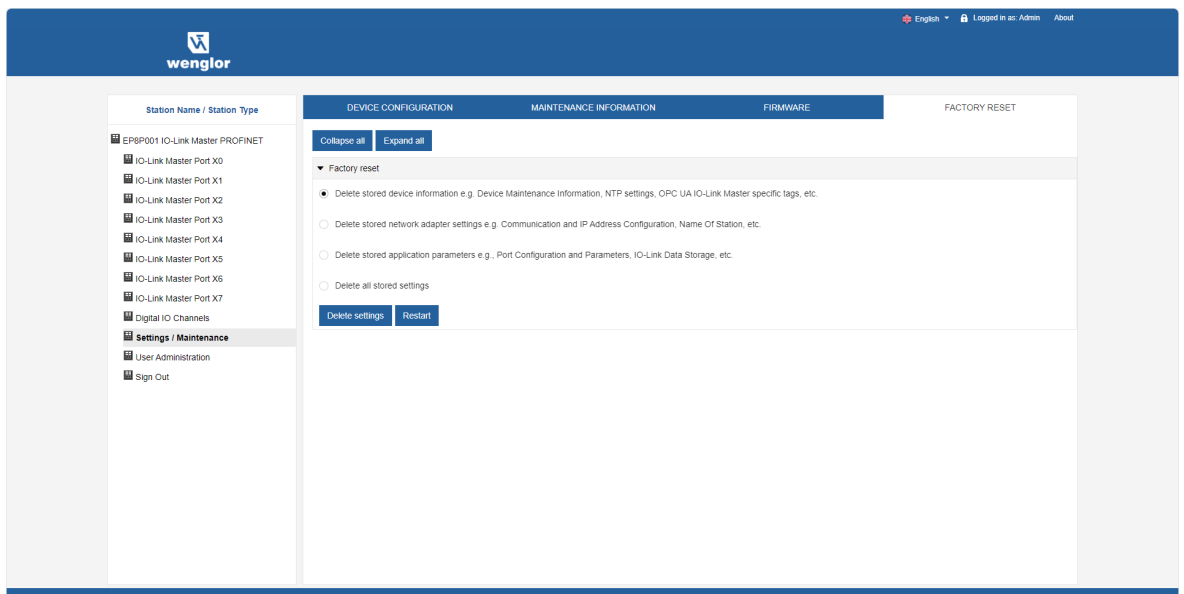 English
Logged in as: Admin
About
wenglor
Station Name / Station Type
EP8P001 IO-Link Master PROFINET
IO-Link Master Port X0
IO-Link Master Port X1
IO-Link Master Port X2
IO-Link Master Port X3
IO-Link Master Port X4
IO-Link Master Port X5
IO-Link Master Port X6
IO-Link Master Port X7
Digital IO Channels
Settings / Maintenance
User Administration
Sign Out
DEVICE CONFIGURATION
MAINTENANCE INFORMATION
FIRMWARE
FACTORY RESET
Collapse all
Expand all
Factory reset
Delete stored device information e.g. Device Maintenance Information, NTP settings, OPC UA IO-Link Master specific tags, etc.
Delete stored network adapter settings e.g. Communication and IP Address Configuration, Name Of Station, etc.
Delete stored application parameters e.g., Port Configuration and Parameters, IO-Link Data Storage, etc.
Delete all stored settings
Delete settings
Restart